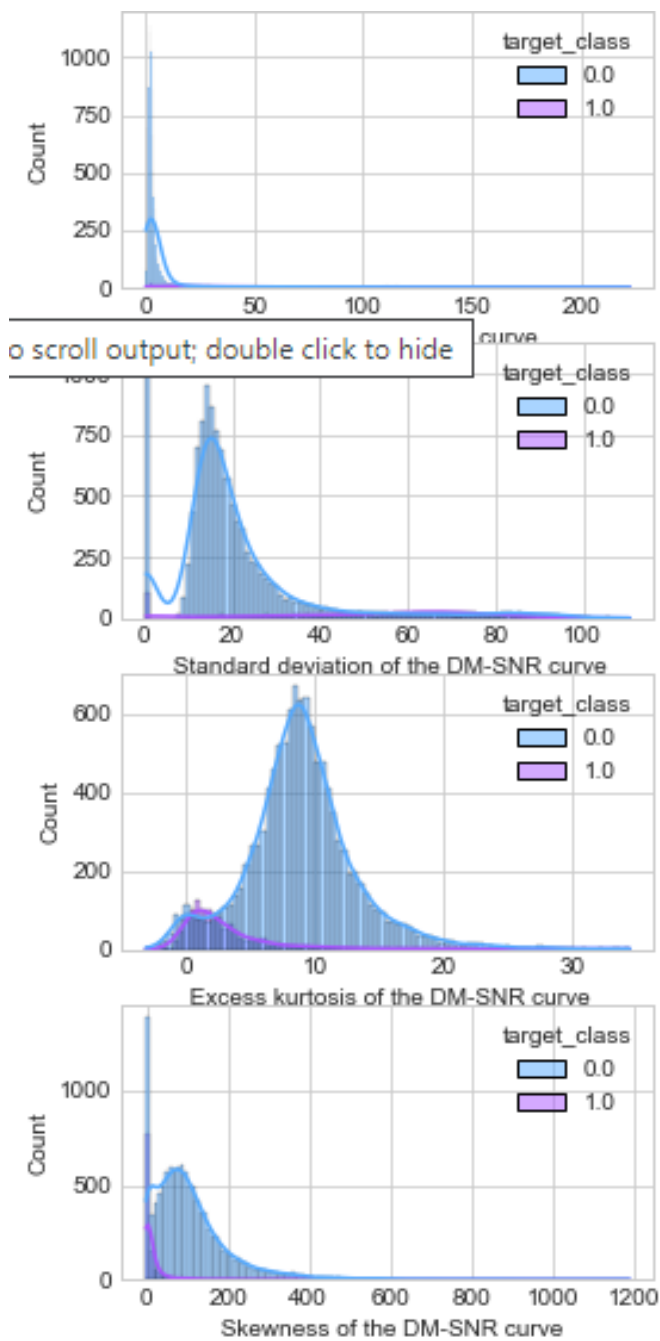 target_class
0.0
1.0
1000
750
500
250
0
Count
0 50 100 150 200
curve
o scroll output; double click to hide
target_class
0.0
1.0
750
500
250
0
Count
0 20 40 60 80 100
Standard deviation of the DM-SNR curve
target_class
0.0
1.0
600
400
200
0
Count
0 10 20 30
Excess kurtosis of the DM-SNR curve
target_class
0.0
1.0
1000
500
0
Count
0 200 400 600 800 1000 1200
Skewness of the DM-SNR curve